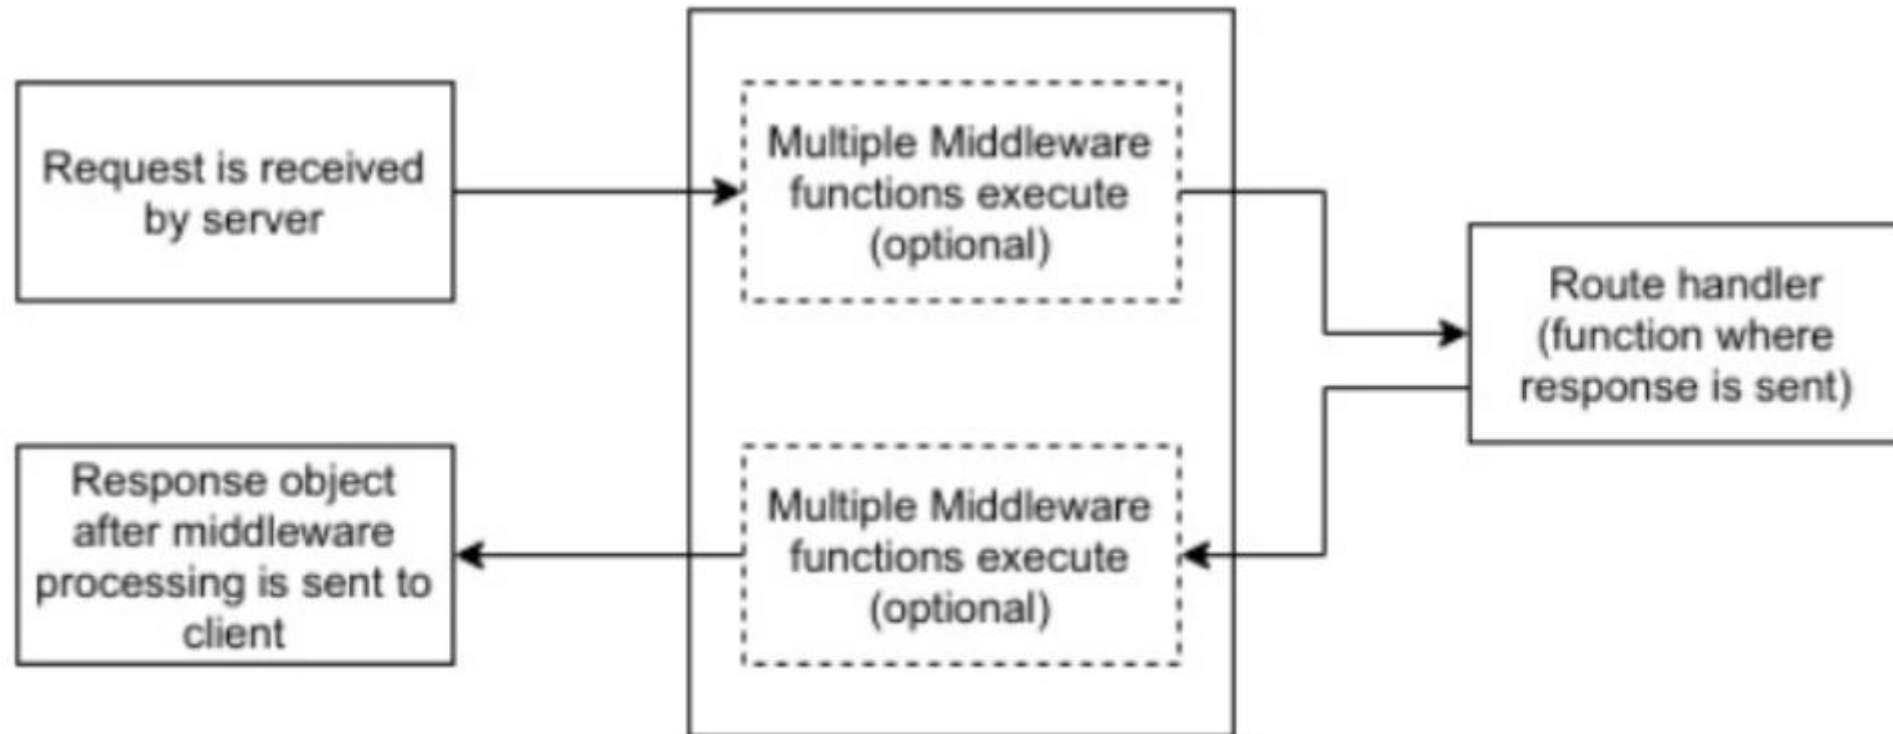 Request is received
by server
Multiple Middleware
functions execute
(optional)
Route handler
(function where
response is sent)
Multiple Middleware
functions execute
(optional)
Response object
after middleware
processing is sent to
client